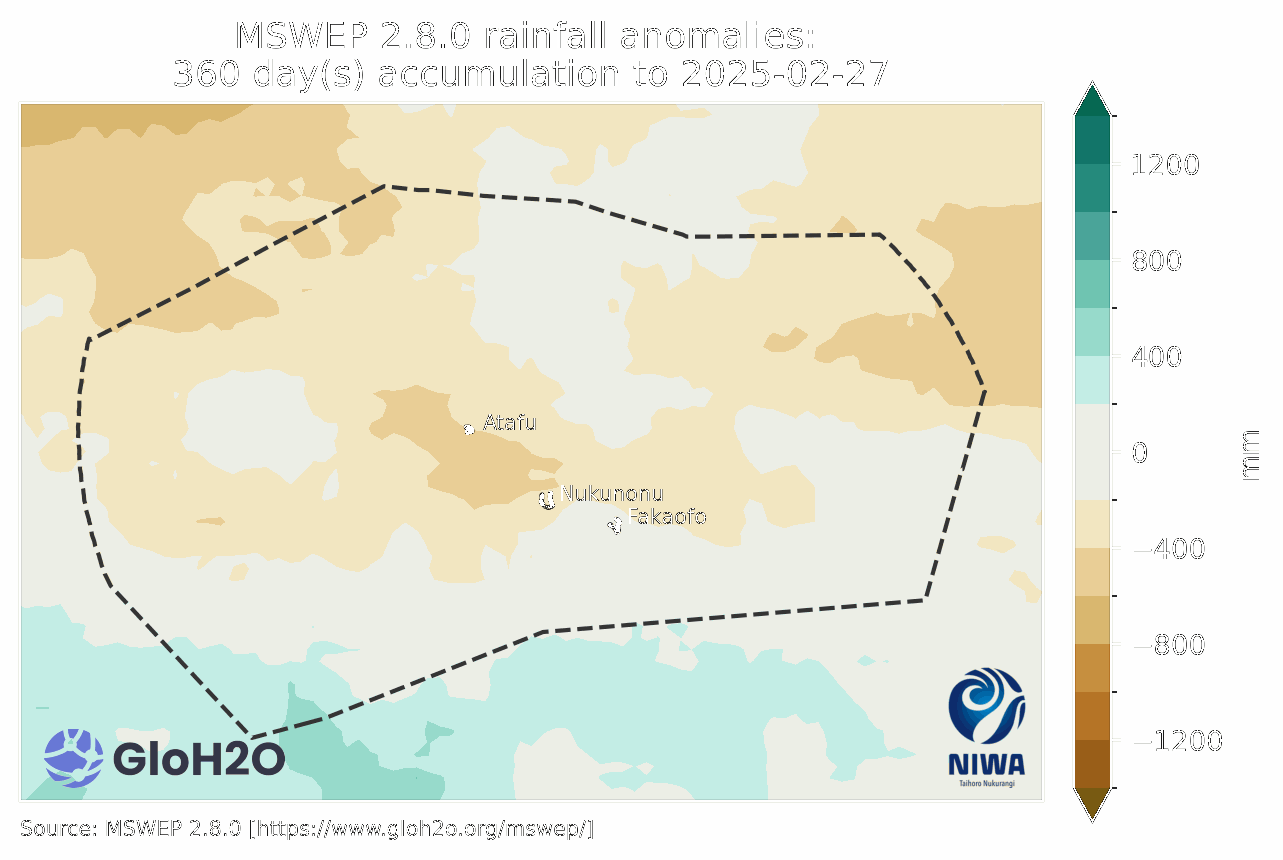 MSWEP 2.8.0 rainfall anomalies:
360 day(s) accumulation to 2025-02-27
1200
800
400
0
−400
−800
−1200
mm
Atafu
Nukunonu
Fakaofo
GloH2O
NIWA
Taihoro Nukurangi
Source: MSWEP 2.8.0 [https://www.gloh2o.org/mswep/]